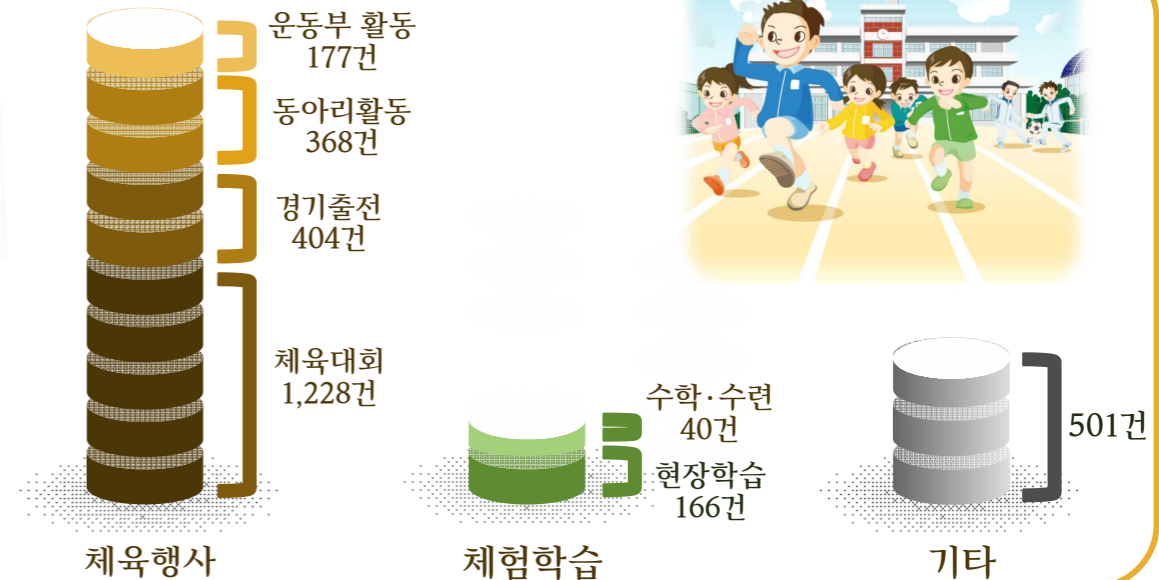 운동부 활동
177건
동아리활동
368건
경기출전
404건
체육대회
1,228건
체육행사
수학·수련
40건
현장학습
166건
체험학습
501건
기타